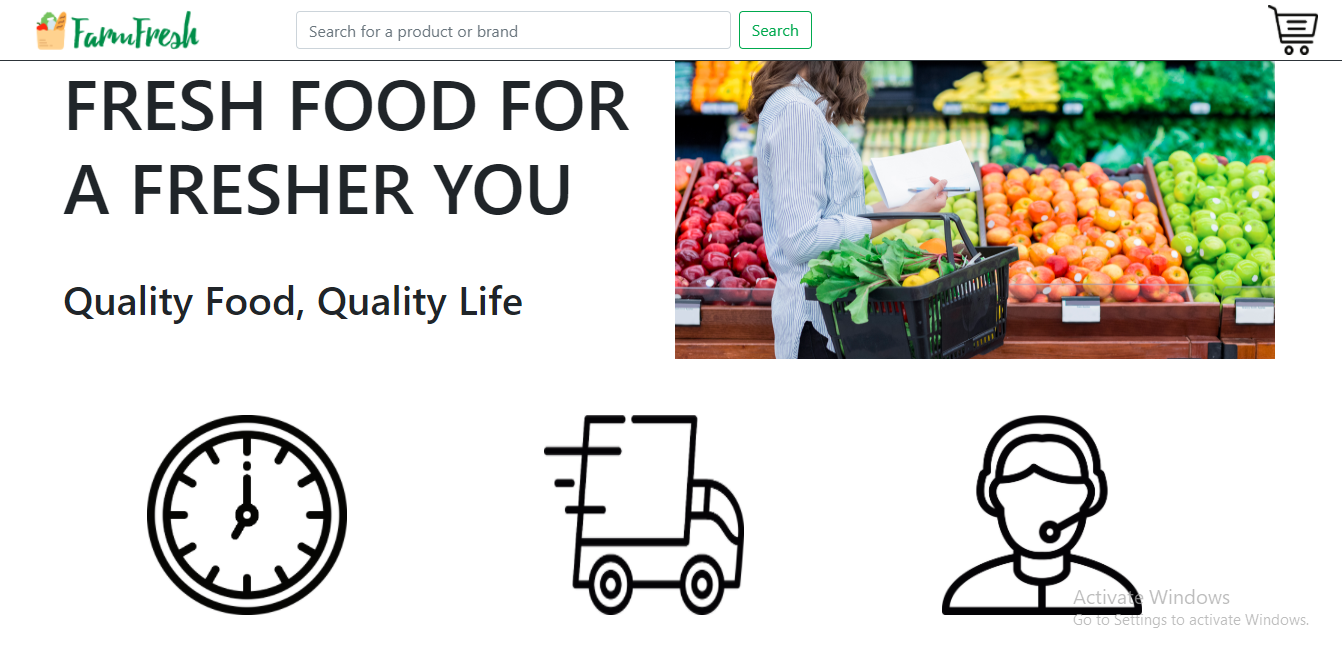 FarmFresh
Search for a product or brand
Search
FRESH FOOD FOR
A FRESHER YOU
Quality Food, Quality Life
Activate Windows
Go to Settings to activate Windows.